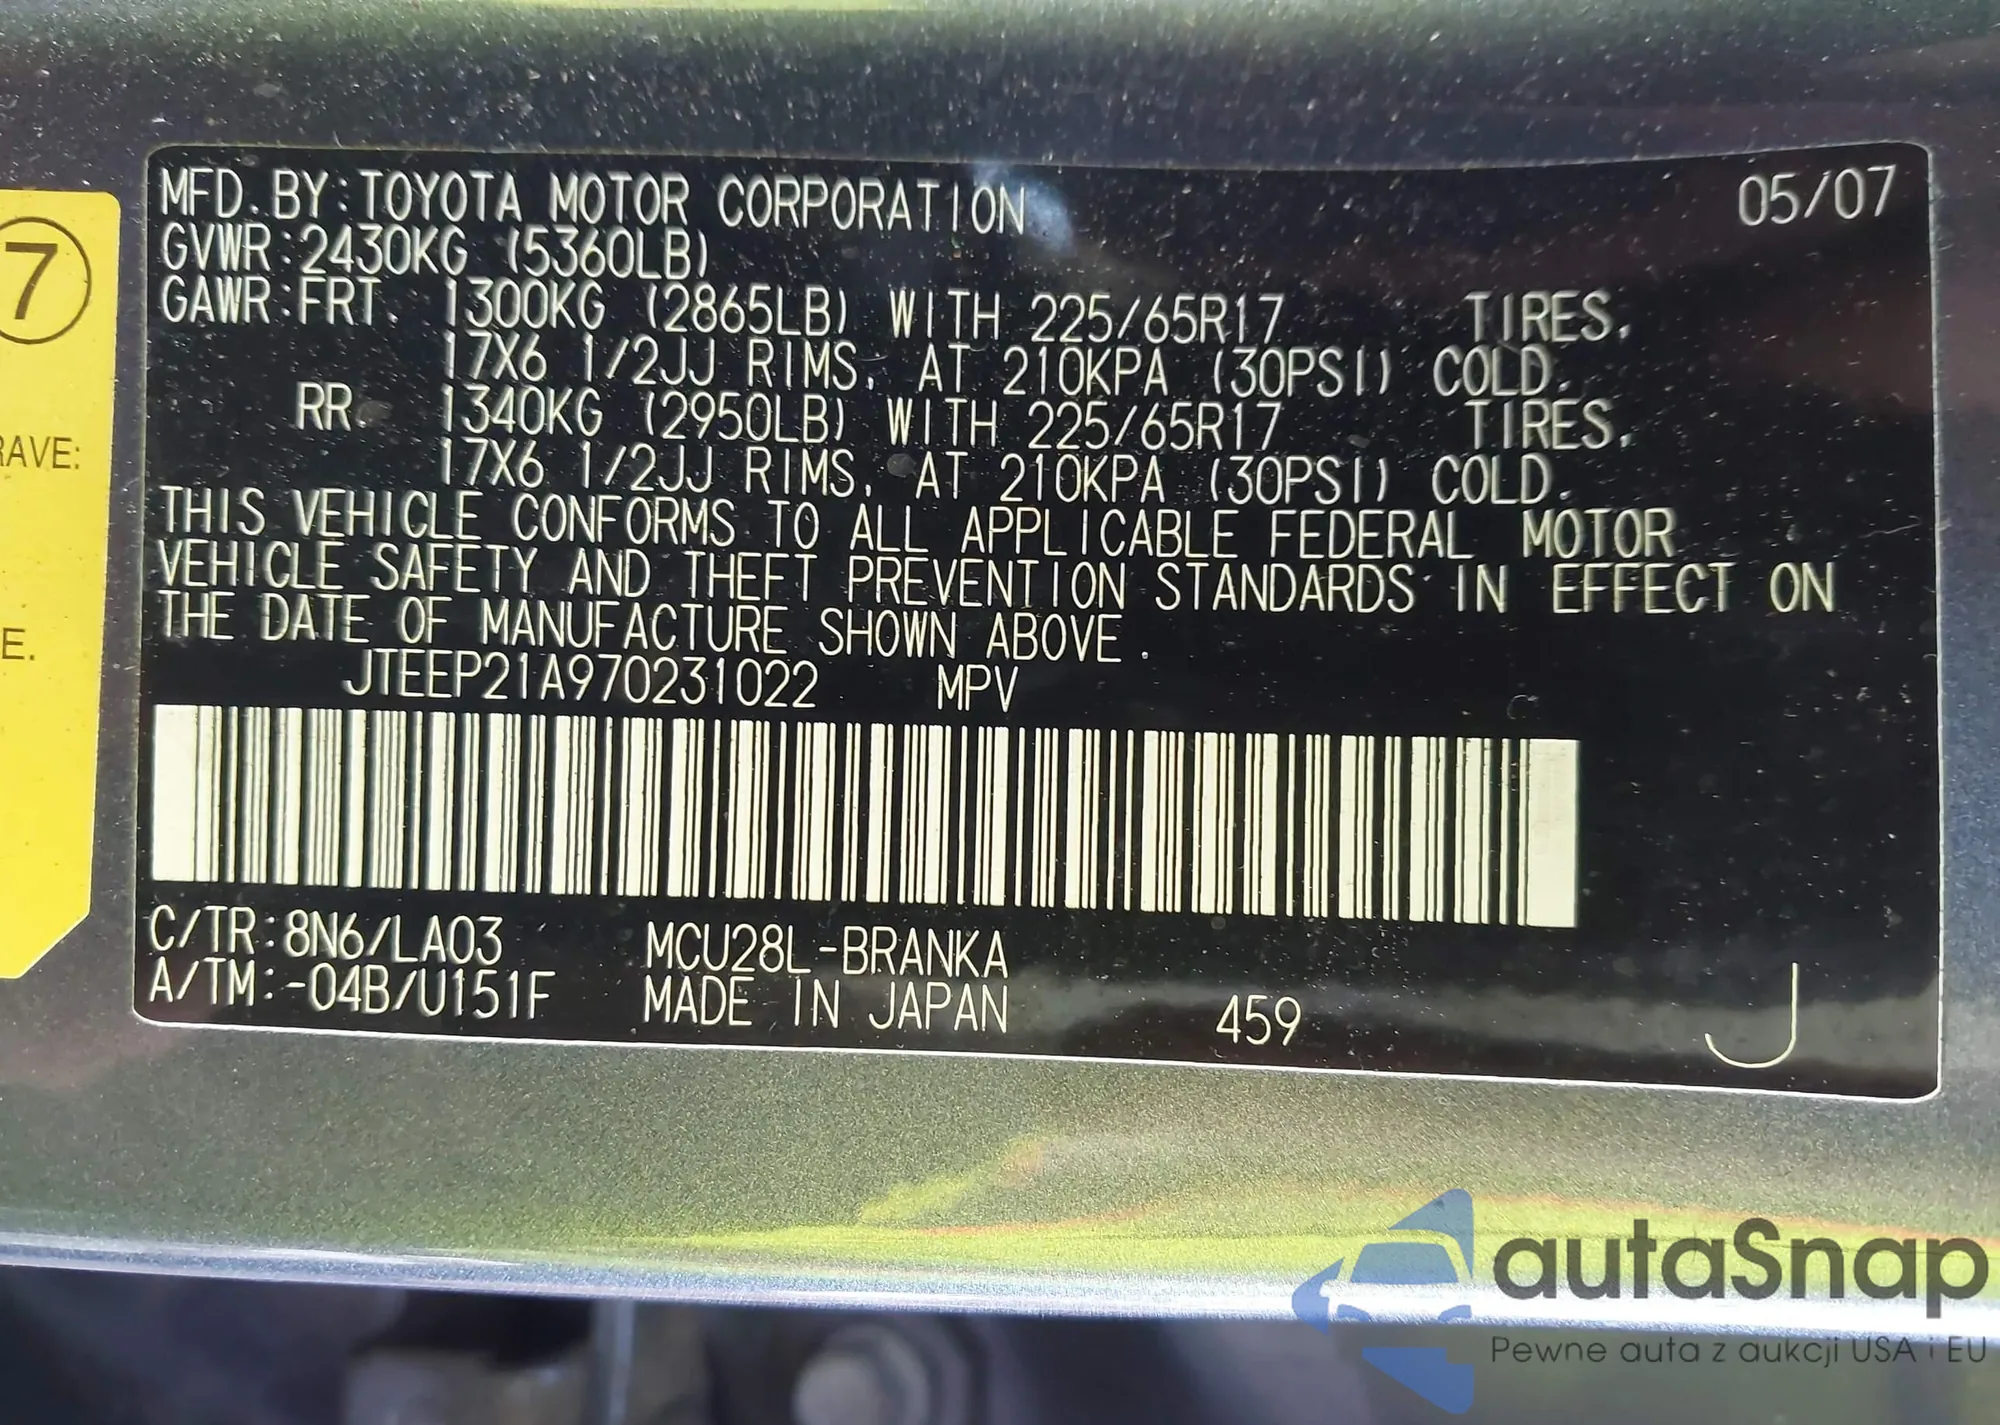 7
RAVE:
E.
MFD. BY:TOYOTA MOTOR CORPORATION 05/07
GVWR:2430KG (5360LB)
GAWR:FRT. 1300KG (2865LB) WITH 225/65R17 TIRES,
17X6 1/2JJ RIMS, AT 210KPA (30PSI) COLD.
RR. 1340KG (2950LB) WITH 225/65R17 TIRES,
17X6 1/2JJ RIMS, AT 210KPA (30PSI) COLD.
THIS VEHICLE CONFORMS TO ALL APPLICABLE FEDERAL MOTOR
VEHICLE SAFETY AND THEFT PREVENTION STANDARDS IN EFFECT ON
THE DATE OF MANUFACTURE SHOWN ABOVE.
JTEEP21A970231022 MPV
C/TR:8N6/LA03 MCU28L-BRANKA
A/TM:-04B/U151F MADE IN JAPAN 459 J
autaSnap
Pewne auta z aukcji USA i EU